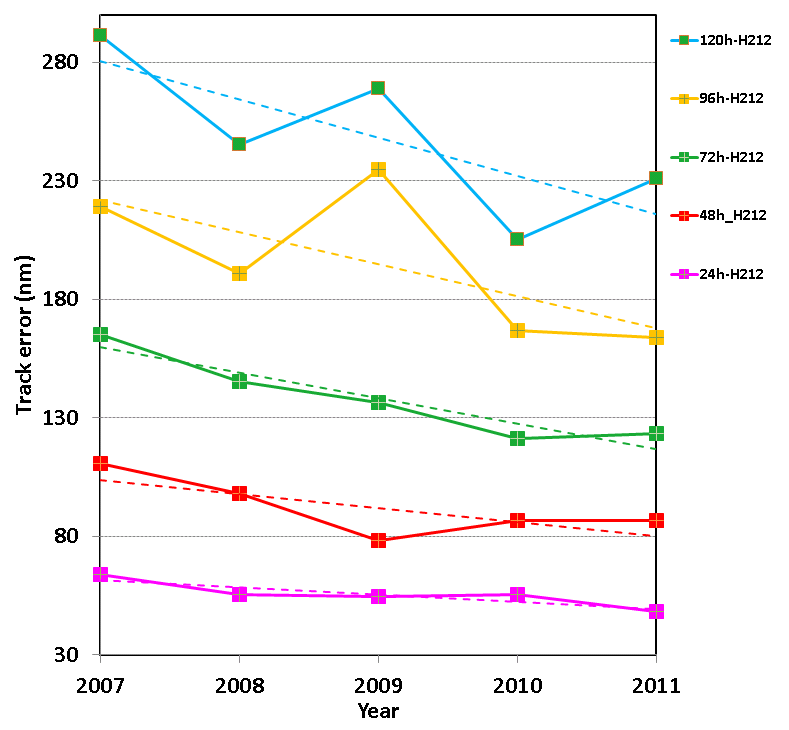 280
230
180
130
80
30
Track error (nm)
2007 2008 2009 2010 2011
Year
120h-H212
96h-H212
72h-H212
48h_H212
24h-H212